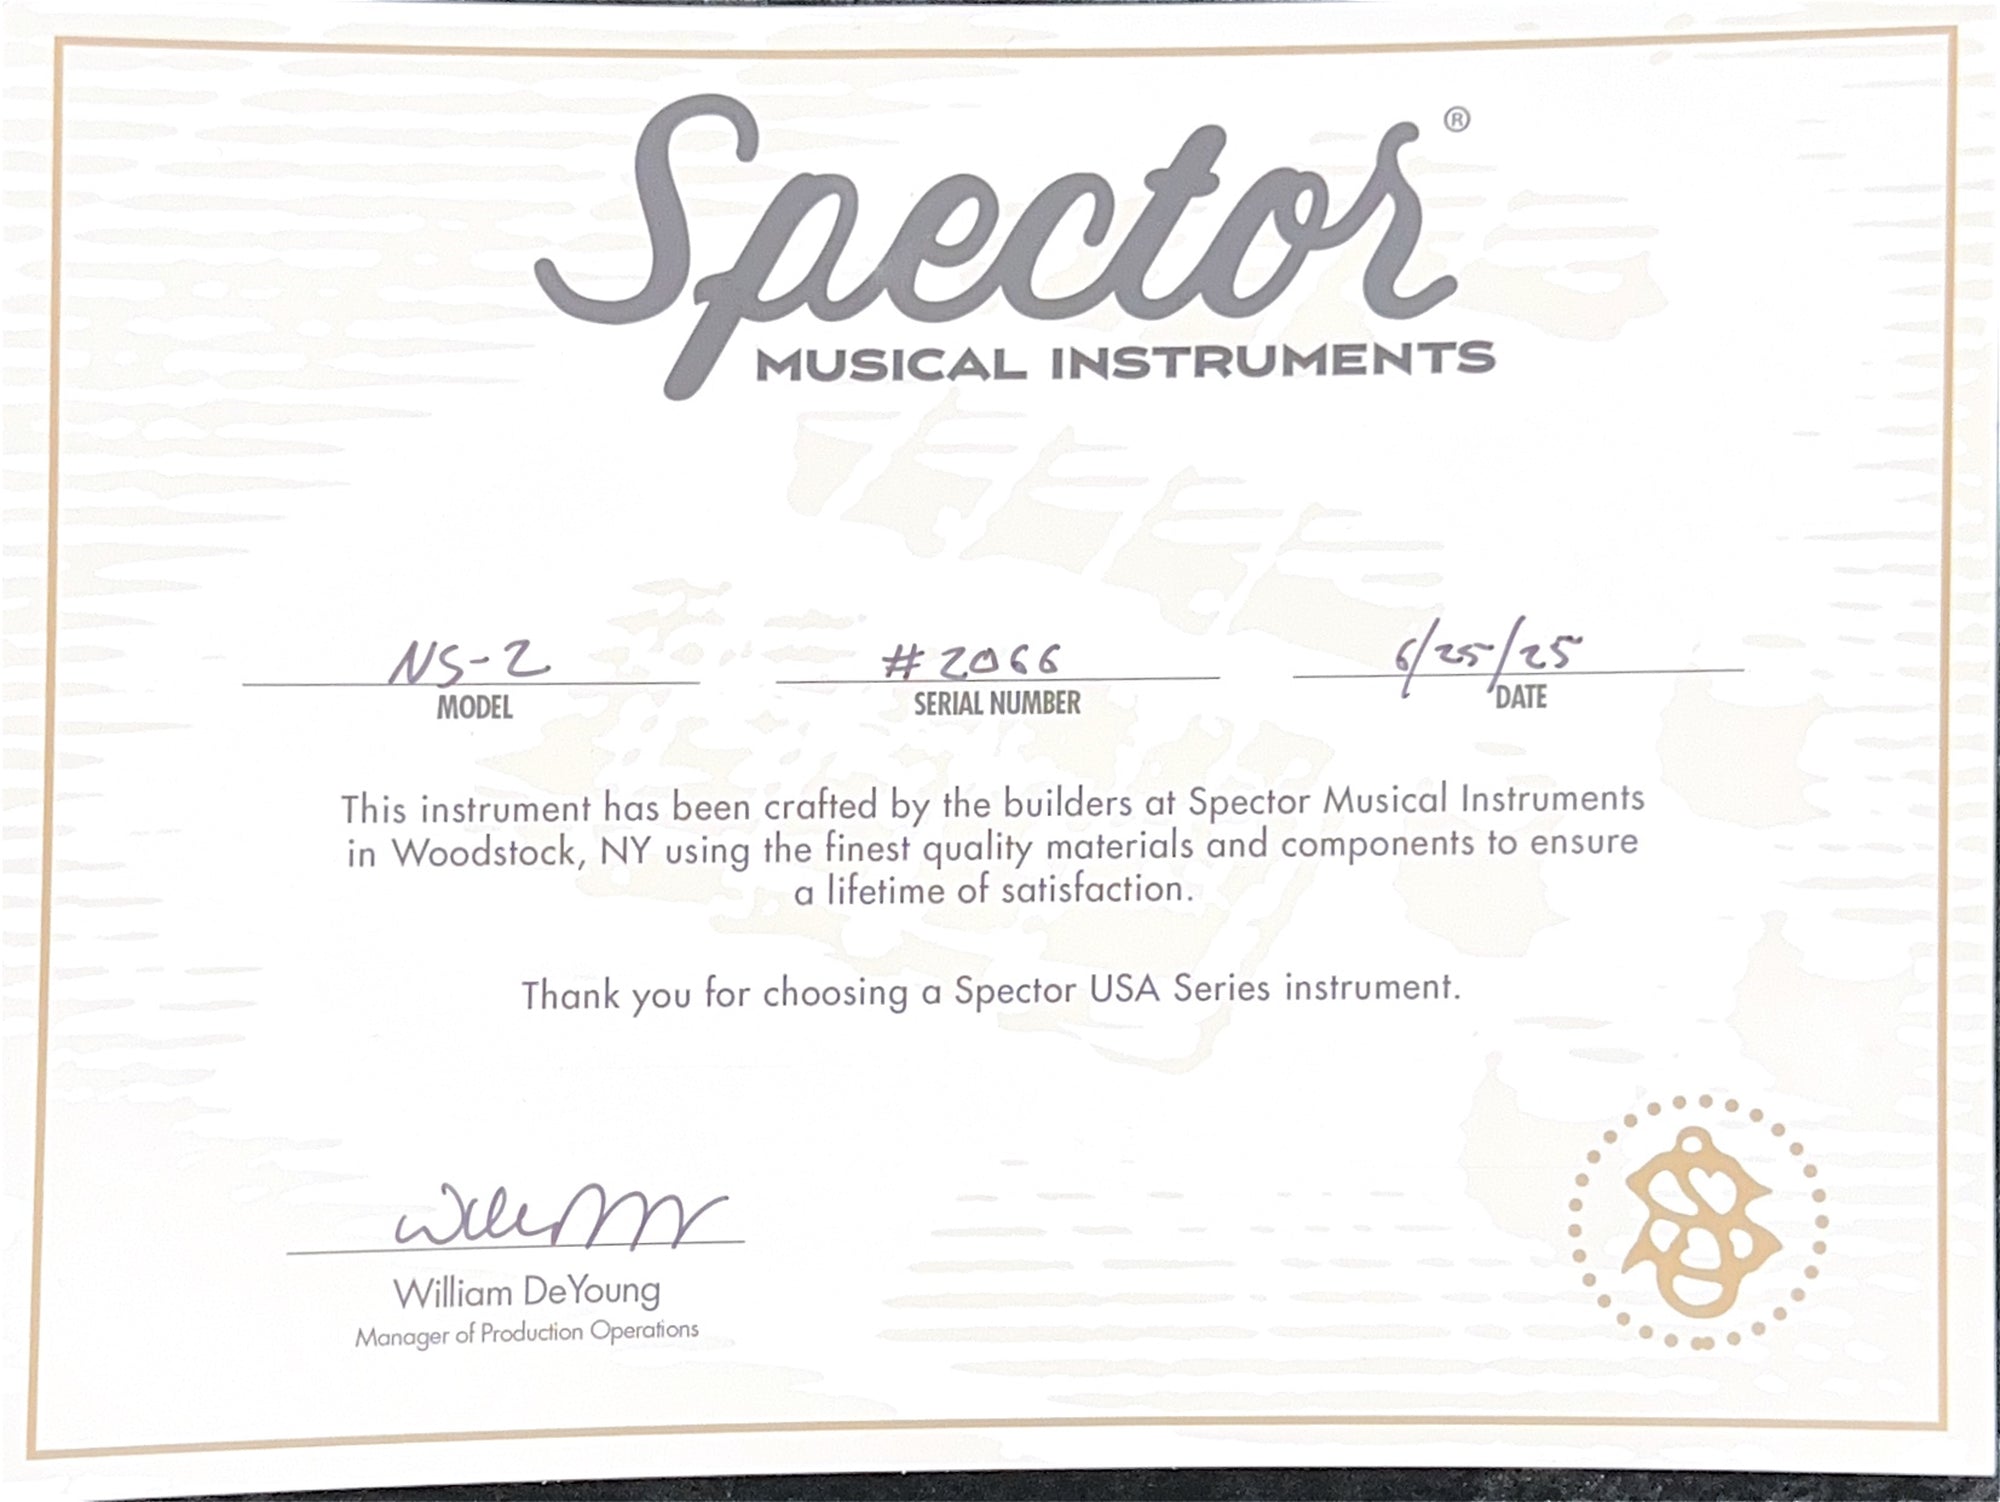 Spector®
MUSICAL INSTRUMENTS
NS-2 #2066 6/25/25
MODEL SERIAL NUMBER DATE
This instrument has been crafted by the builders at Spector Musical Instruments
in Woodstock, NY using the finest quality materials and components to ensure
a lifetime of satisfaction.
Thank you for choosing a Spector USA Series instrument.
William DeYoung
Manager of Production Operations